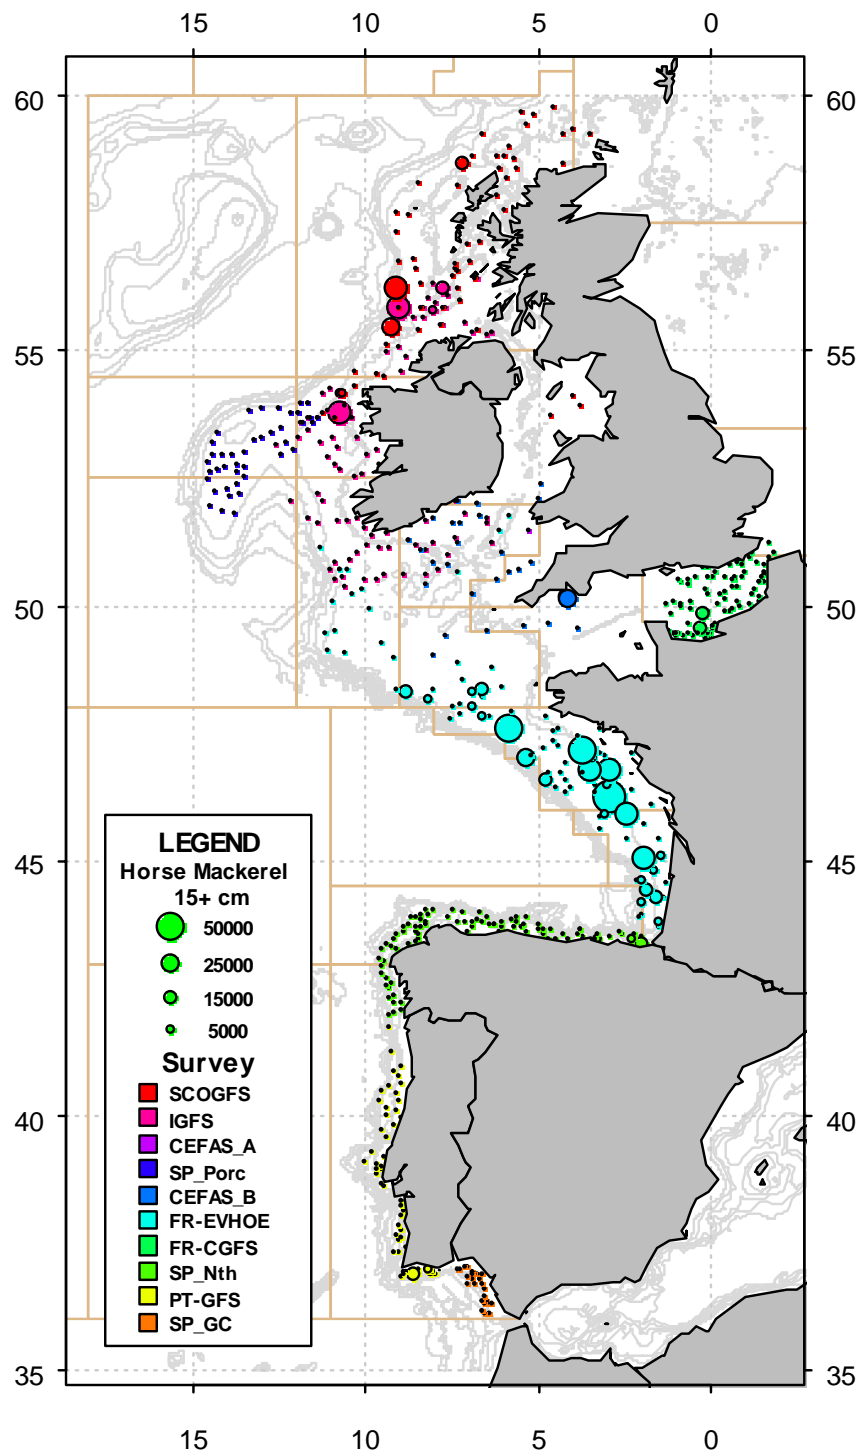 15 10 5 0
60 60
55 55
50 50
45 45
LEGEND
Horse Mackerel
15+ cm
50000
25000
15000
5000
Survey
SCOGFS
IGFS
CEFAS_A
40 40
SP_Porc
CEFAS_B
FR-EVHOE
FR-CGFS
SP_Nth
PT-GFS
SP_GC
35 35
15 10 5 0